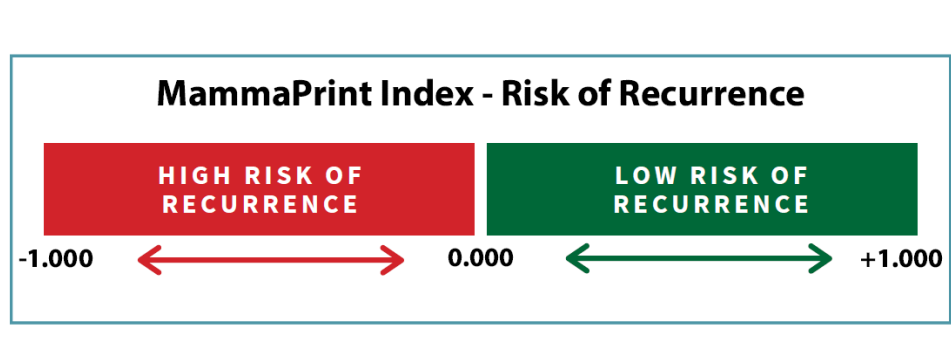 MammaPrint Index - Risk of Recurrence
HIGH RISK OF
RECURRENCE
LOW RISK OF
RECURRENCE
-1.000
0.000
+1.000